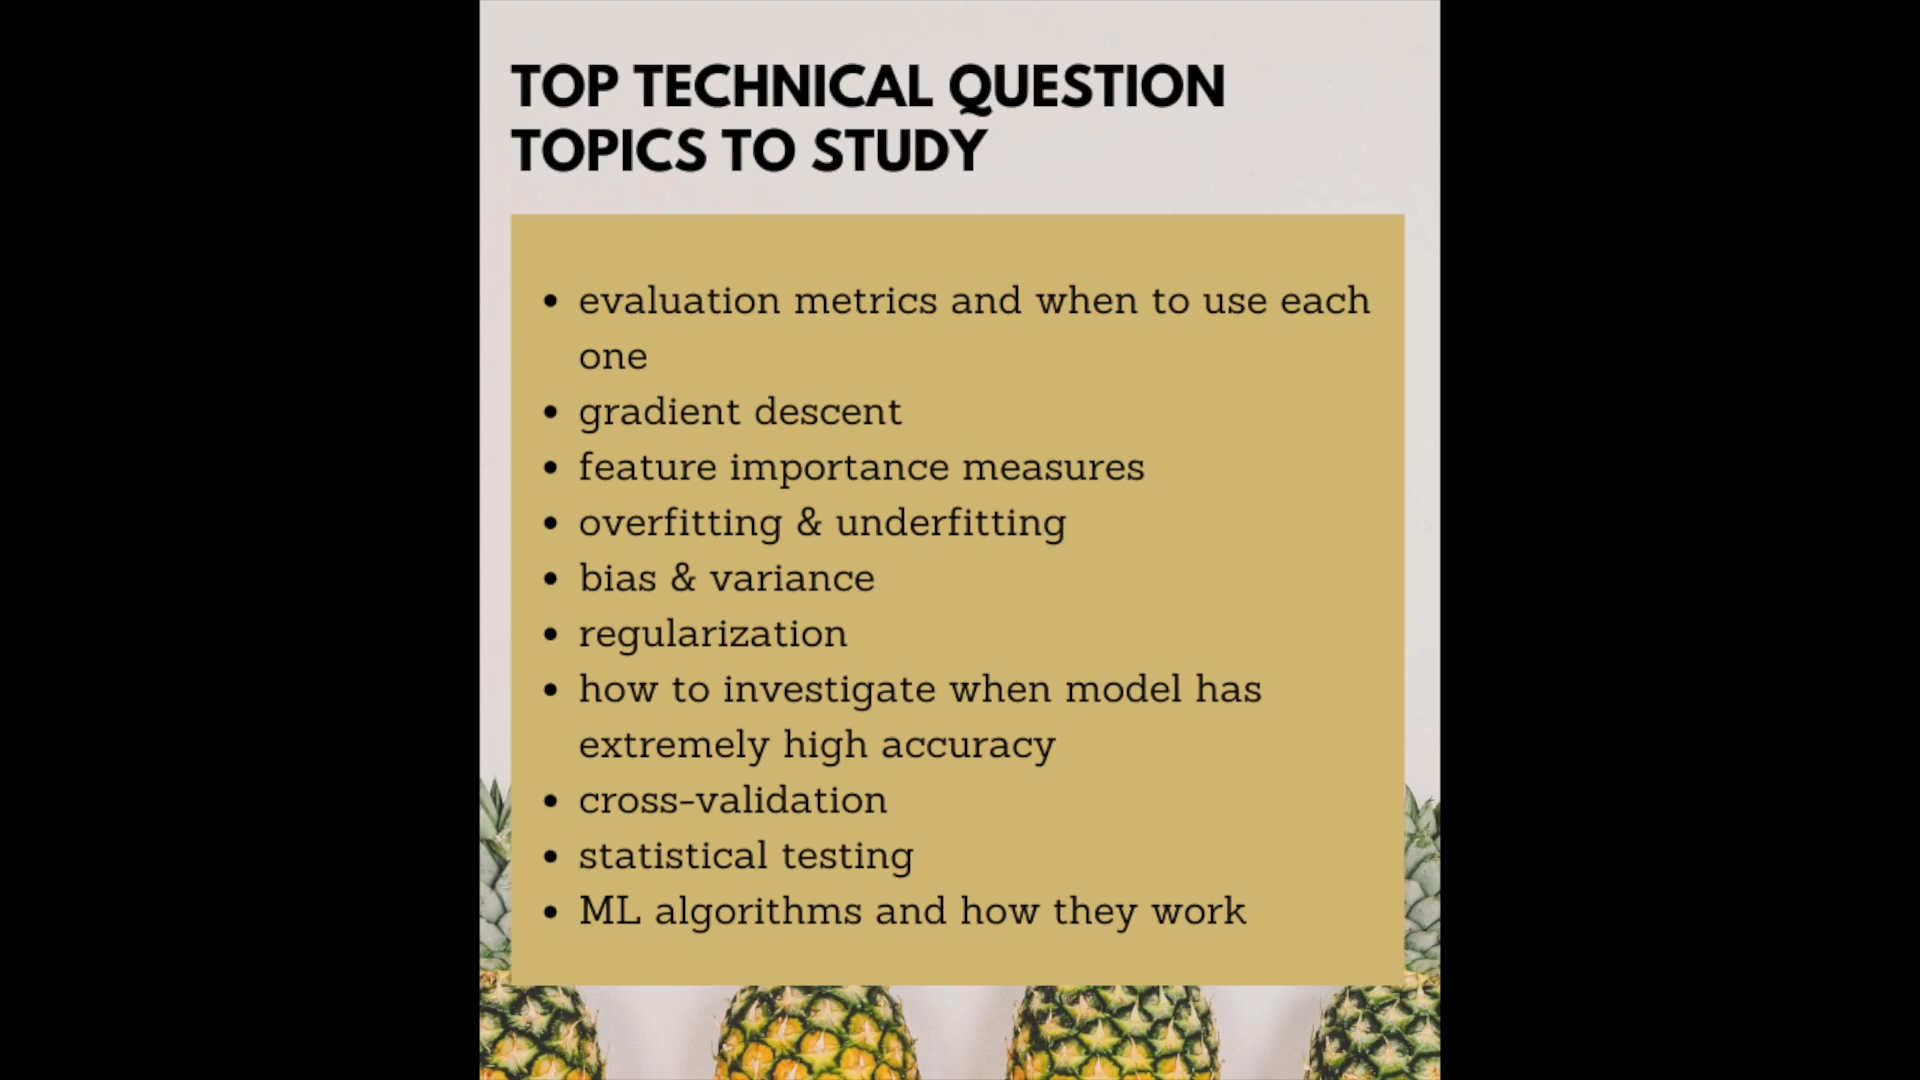 TOP TECHNICAL QUESTION
TOPICS TO STUDY
• evaluation metrics and when to use each
one
• gradient descent
• feature importance measures
• overfitting & underfitting
• bias & variance
• regularization
• how to investigate when model has
extremely high accuracy
• cross-validation
• statistical testing
• ML algorithms and how they work